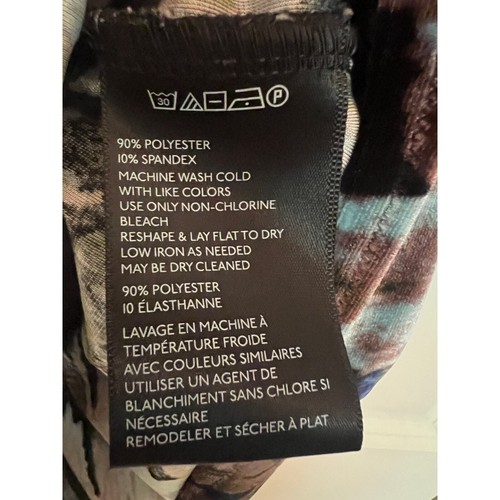 30 P
90% POLYESTER
10% SPANDEX
MACHINE WASH COLD
WITH LIKE COLORS
USE ONLY NON-CHLORINE
BLEACH
RESHAPE & LAY FLAT TO DRY
LOW IRON AS NEEDED
MAY BE DRY CLEANED
90% POLYESTER
10 ÉLASTHANNE
LAVAGE EN MACHINE À
TEMPÉRATURE FROIDE
AVEC COULEURS SIMILAIRES
UTILISER UN AGENT DE
BLANCHIMENT SANS CHLORE SI
NÉCESSAIRE
REMODELER ET SÉCHER À PLAT